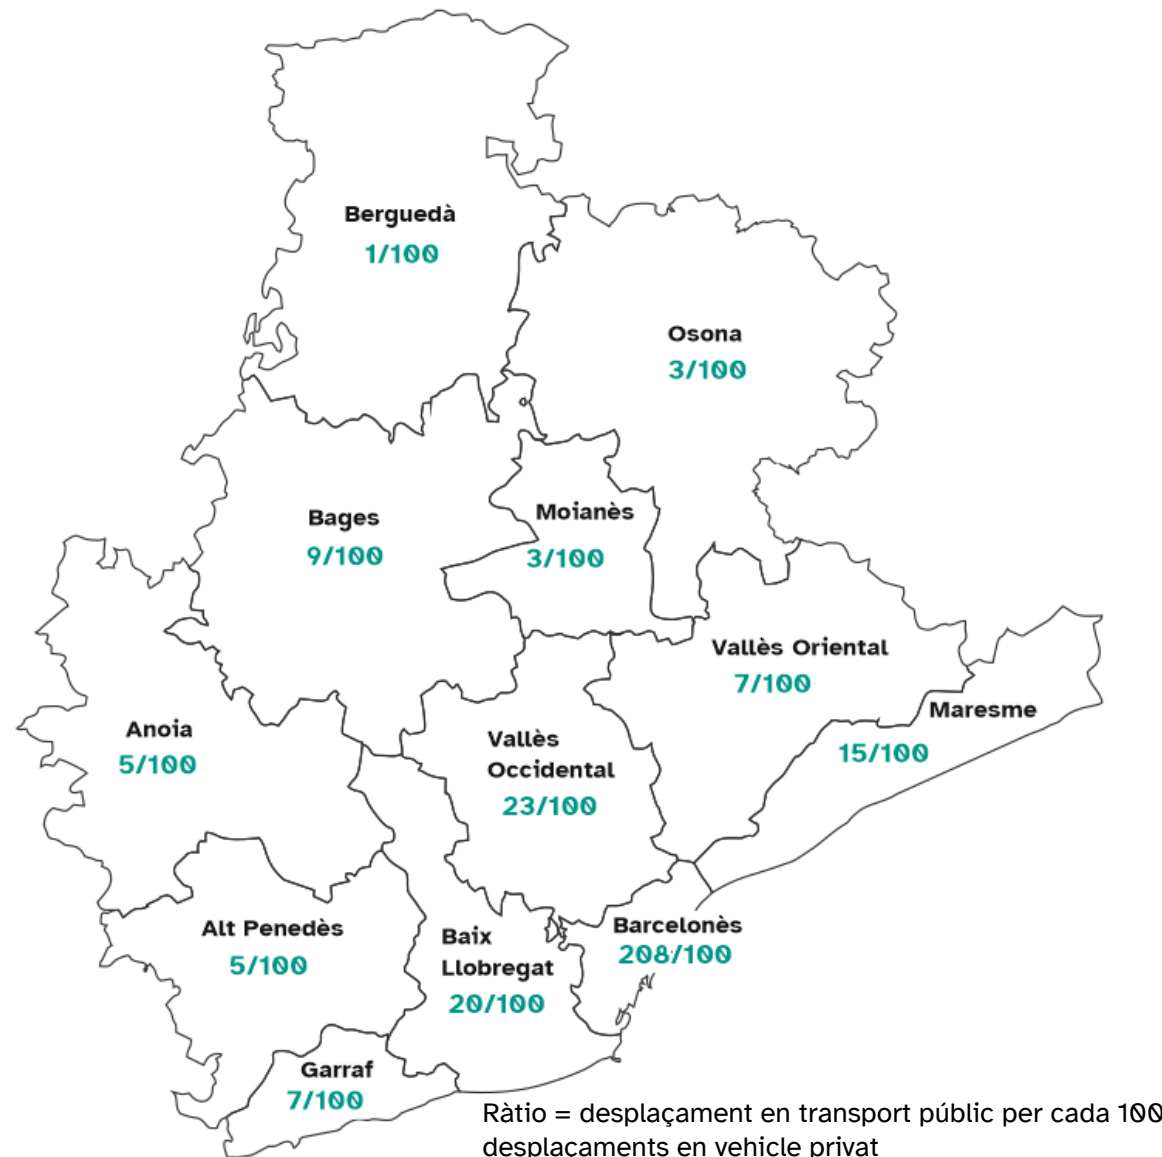 Berguedà
1/100
Osona
3/100
Moianès
3/100
Bages
9/100
Vallès Oriental
7/100
Maresme
15/100
Anoia
5/100
Vallès
Occidental
23/100
Alt Penedès
5/100
Baix
Llobregat
20/100
Barcelonès
208/100
Garraf
7/100
Ràtio = desplaçament en transport públic per cada 100
desplaçaments en vehicle privat